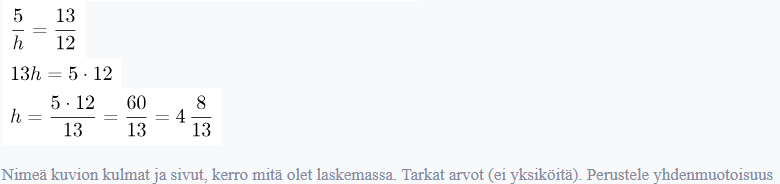 5/h = 13/12
13h = 5 · 12
h = 5 · 12/13 = 60/13 = 4 8/13
Nimeä kuvion kulmat ja sivut, kerro mitä olet laskemassa. Tarkat arvot (ei yksiköitä). Perustele yhdenmuotoisuus